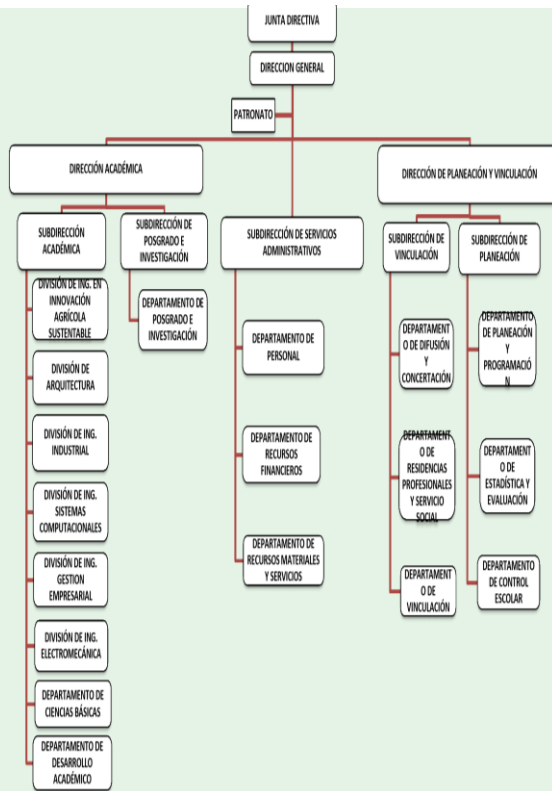 JUNTA DIRECTIVA
DIRECCION GENERAL
PATRONATO
DIRECCIÓN ACADÉMICA
DIRECCIÓN DE PLANEACIÓN Y VINCULACIÓN
SUBDIRECCIÓN
ACADÉMICA
SUBDIRECCIÓN DE
POSGRADO E
INVESTIGACIÓN
SUBDIRECCIÓN DE SERVICIOS
ADMINISTRATIVOS
SUBDIRECCIÓN DE
VINCULACIÓN
SUBDIRECCIÓN DE
PLANEACIÓN
DIVISIÓN DE ING. EN
INNOVACIÓN
AGRÍCOLA
SUSTENTABLE
DIVISIÓN DE
ARQUITECTURA
DIVISIÓN DE ING.
INDUSTRIAL
DIVISIÓN DE ING.
SISTEMAS
COMPUTACIONALES
DIVISIÓN DE ING.
GESTION
EMPRESARIAL
DIVISIÓN DE ING.
ELECTROMECÁNICA
DEPARTAMENTO DE
CIENCIAS BÁSICAS
DEPARTAMENTO DE
DESARROLLO
ACADÉMICO
DEPARTAMENTO DE
POSGRADO E
INVESTIGACIÓN
DEPARTAMENTO DE
PERSONAL
DEPARTAMENTO DE
RECURSOS
FINANCIEROS
DEPARTAMENTO DE
RECURSOS MATERIALES
Y SERVICIOS
DEPARTAMENT
O DE DIFUSIÓN
Y
CONCERTACIÓN
DEPARTAMENT
O DE
RESIDENCIAS
PROFESIONALES
Y SERVICIO
SOCIAL
DEPARTAMENT
O DE
VINCULACIÓN
DEPARTAMENTO
DE PLANEACIÓN
Y
PROGRAMACIÓ
N
DEPARTAMENT
O DE
ESTADÍSTICA Y
EVALUACIÓN
DEPARTAMENTO
DE CONTROL
ESCOLAR